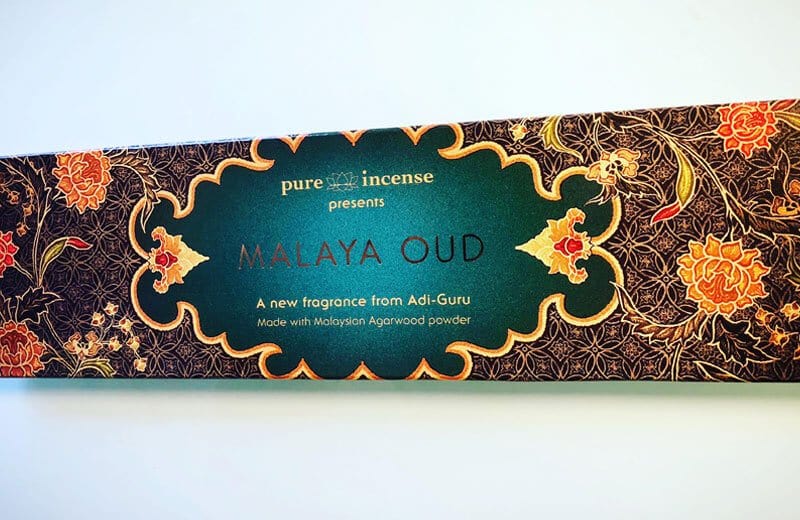 pure incense
presents
MALAYA OUD
A new fragrance from Adi-Guru
Made with Malaysian Agarwood powder